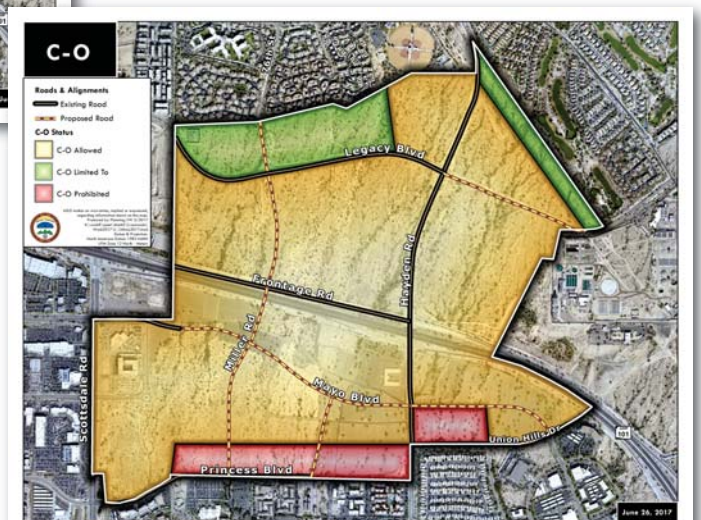 C-O
Roads & Alignments
Existing Road
Proposed Road
C-O Status
C-O Allowed
C-O Limited To
C-O Prohibited
Legacy Blvd
Hayden Rd
Frontage Rd
Miller Rd
Mayo Blvd
Scottsdale Rd
Union Hills Dr
101
Princess Blvd
June 26, 2017